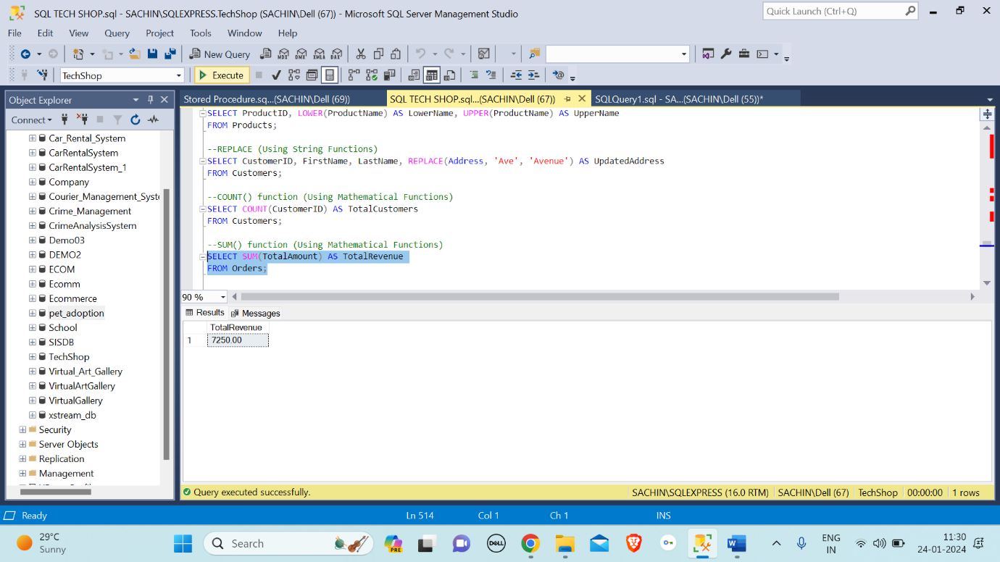 SQL TECH SHOP.sql - SACHIN\SQLEXPRESS.TechShop (SACHIN\Dell (67)) - Microsoft SQL Server Management Studio
Quick Launch (Ctrl+Q)
File Edit View Query Project Tools Window Help
New Query
MDX DMX XMLA DAX
TechShop
Execute
Object Explorer
Stored Procedure.sq...(SACHIN\Dell (69))
SQL TECH SHOP.sql...(SACHIN\Dell (67))
SQLQuery1.sql - SA...(SACHIN\Dell (55))*
Connect
Car_Rental_System
CarRentalSystem
CarRentalSystem_1
Company
Courier_Management_Syste
Crime_Management
CrimeAnalysisSystem
Demo03
DEMO2
ECOM
Ecomm
Ecommerce
pet_adoption
School
SISDB
TechShop
Virtual_Art_Gallery
VirtualArtGallery
VirtualGallery
xstream_db
Security
Server Objects
Replication
Management
SELECT ProductID, LOWER(ProductName) AS LowerName, UPPER(ProductName) AS UpperName
FROM Products;
--REPLACE (Using String Functions)
SELECT CustomerID, FirstName, LastName, REPLACE(Address, 'Ave', 'Avenue') AS UpdatedAddress
FROM Customers;
--COUNT() function (Using Mathematical Functions)
SELECT COUNT(CustomerID) AS TotalCustomers
FROM Customers;
--SUM() function (Using Mathematical Functions)
SELECT SUM(TotalAmount) AS TotalRevenue
FROM Orders;
90 %
Results Messages
TotalRevenue
1 7250.00
Query executed successfully.
SACHIN\SQLEXPRESS (16.0 RTM) SACHIN\Dell (67) TechShop 00:00:00 1 rows
Ready Ln 514 Col 1 Ch 1 INS
29°C
Sunny
Search
PRE
DELL
ENG
IN
11:30
24-01-2024